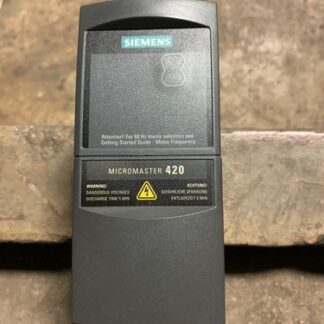 SIEMENS
Attention! For 60 Hz mains selection see
Getting Started Guide - Motor Frequency
MICROMASTER 420
WARNING!
DANGEROUS VOLTAGES
DISCHARGE TIME 5 MIN
ACHTUNG!
GEFÄHRLICHE SPANNUNG
ENTLADEZEIT 5 MIN